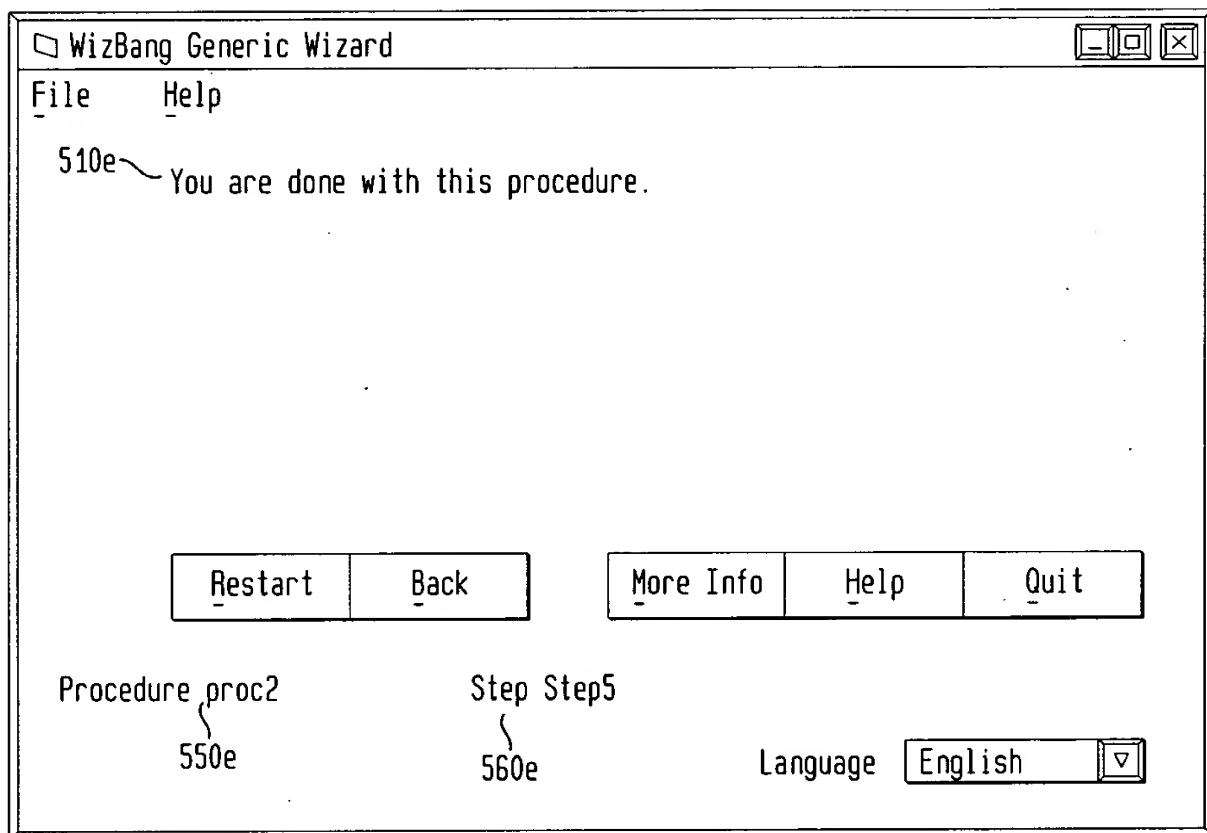 WizBang Generic Wizard
File Help
510e
You are done with this procedure.
Restart Back More Info Help Quit
Procedure proc2 Step Step5
550e 560e
Language English